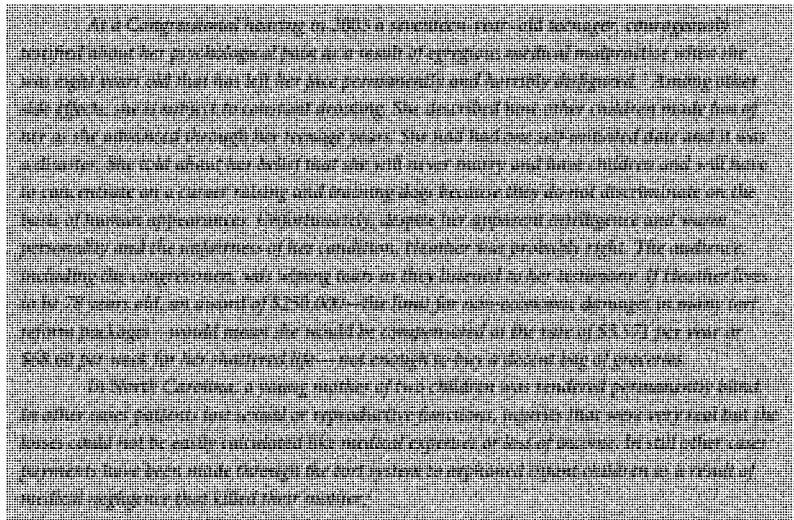 At a Congressional hearing in 2003 a seventeen year-old teenager, courageously
testified about her psychological pain as a result of egregious medical malpractice when she
was eight years old that has left her face permanently and horribly disfigured. Among other
side effects, she is subject to constant drooling. She described how other children made fun of
her as she advanced through her teenage years. She said had one self-initiated date and it was
a disaster. She told about her belief that she will never marry and have children and will have
to concentrate on a career raising and training dogs because they do not discriminate on the
basis of human appearances. Unfortunately, despite her apparent intelligence and warm
personality and the unfairness of her condition, Heather was probably right. The audience,
including the congressmen, was wiping tears as they listened to her testimony. If Heather lives
to be 78 years old, an award of $250,000—the limit for non-economic damages in many tort
reform packages—would mean she would be compensated at the rate of per year or
per week for her shattered life—not enough to buy a decent bag of groceries.
In North Carolina, a young mother of two children was rendered permanently blind.
In other cases patients lost sexual or reproductive functions, injuries that were very real but the
losses could not be easily calculated like medical expenses or loss of income. In still other cases
payments have been made through the tort system to orphaned infant children as a result of
medical negligence that killed their mother.